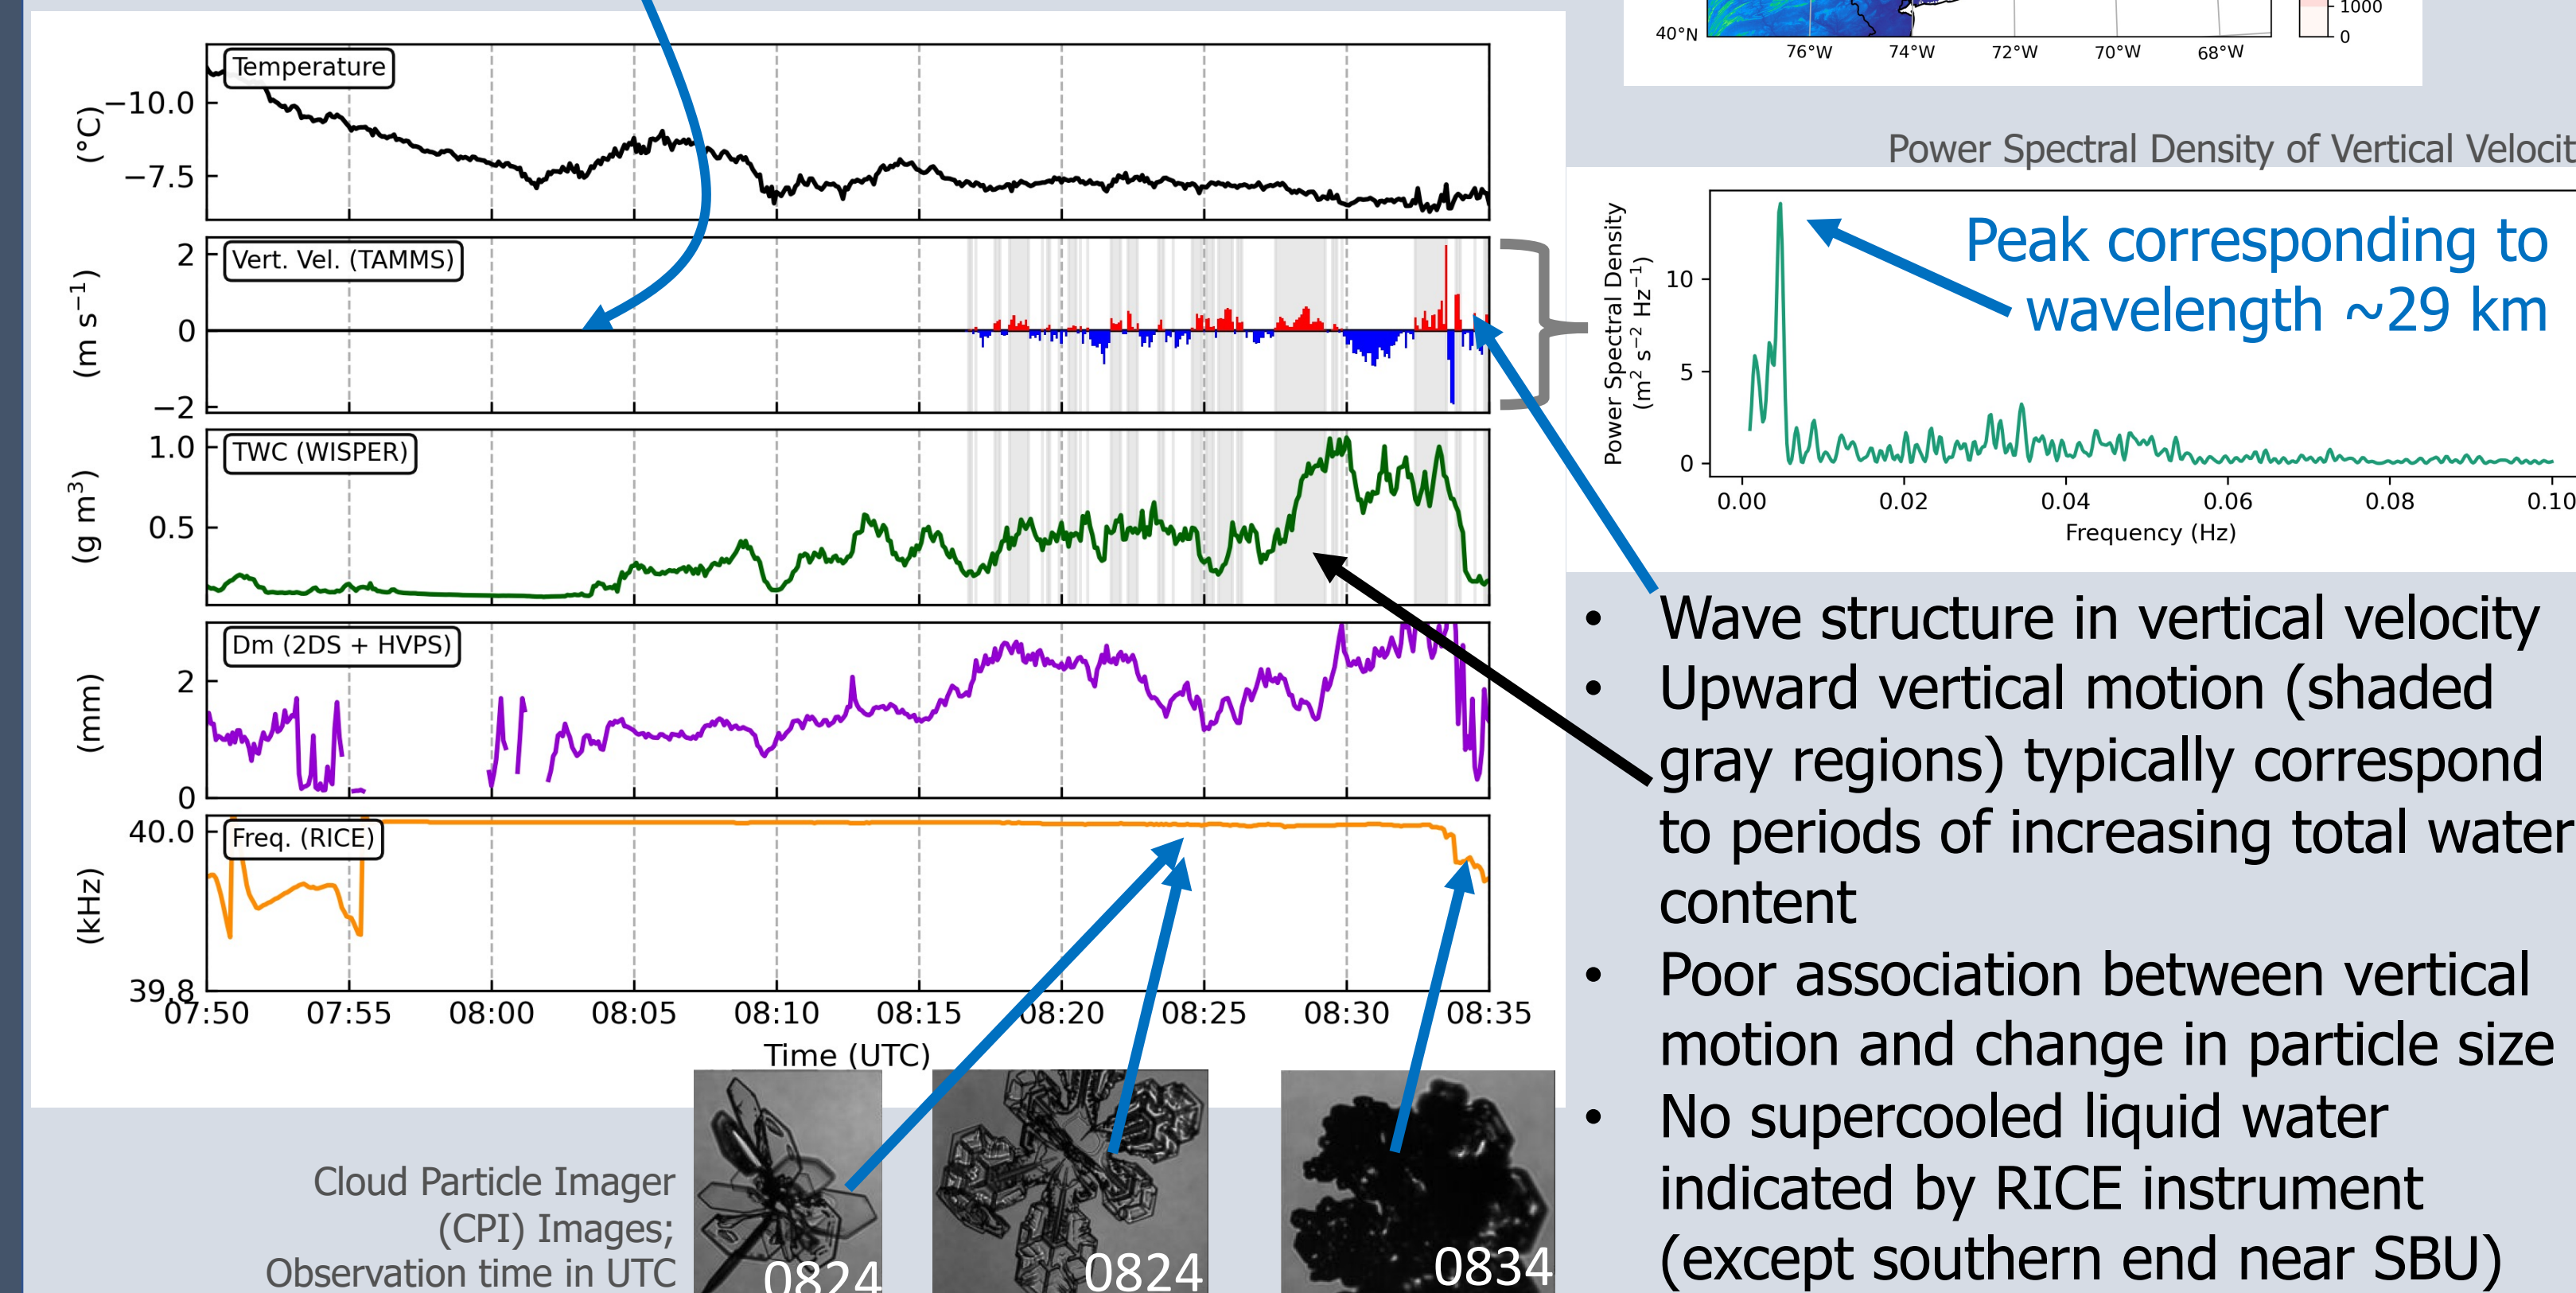 Temperature
−10.0
−7.5
(°C)
Vert. Vel. (TAMMS)
2
0
−2
(m s⁻¹)
TWC (WISPER)
1.0
0.5
(g m³)
Dm (2DS + HVPS)
2
0
(mm)
Freq. (RICE)
40.0
39.8
(kHz)
07:50 07:55 08:00 08:05 08:10 08:15 08:20 08:25 08:30 08:35
Time (UTC)
Cloud Particle Imager
(CPI) Images;
Observation time in UTC
0824
0824
0834
40°N
76°W 74°W 72°W 70°W 68°W
1000
0
Power Spectral Density of Vertical Velocit
Power Spectral Density
(m² s⁻² Hz⁻¹)
10
5
0
Peak corresponding to
wavelength ~29 km
0.00 0.02 0.04 0.06 0.08 0.10
Frequency (Hz)
• Wave structure in vertical velocity
• Upward vertical motion (shaded
gray regions) typically correspond
to periods of increasing total water
content
• Poor association between vertical
motion and change in particle size
• No supercooled liquid water
indicated by RICE instrument
(except southern end near SBU)